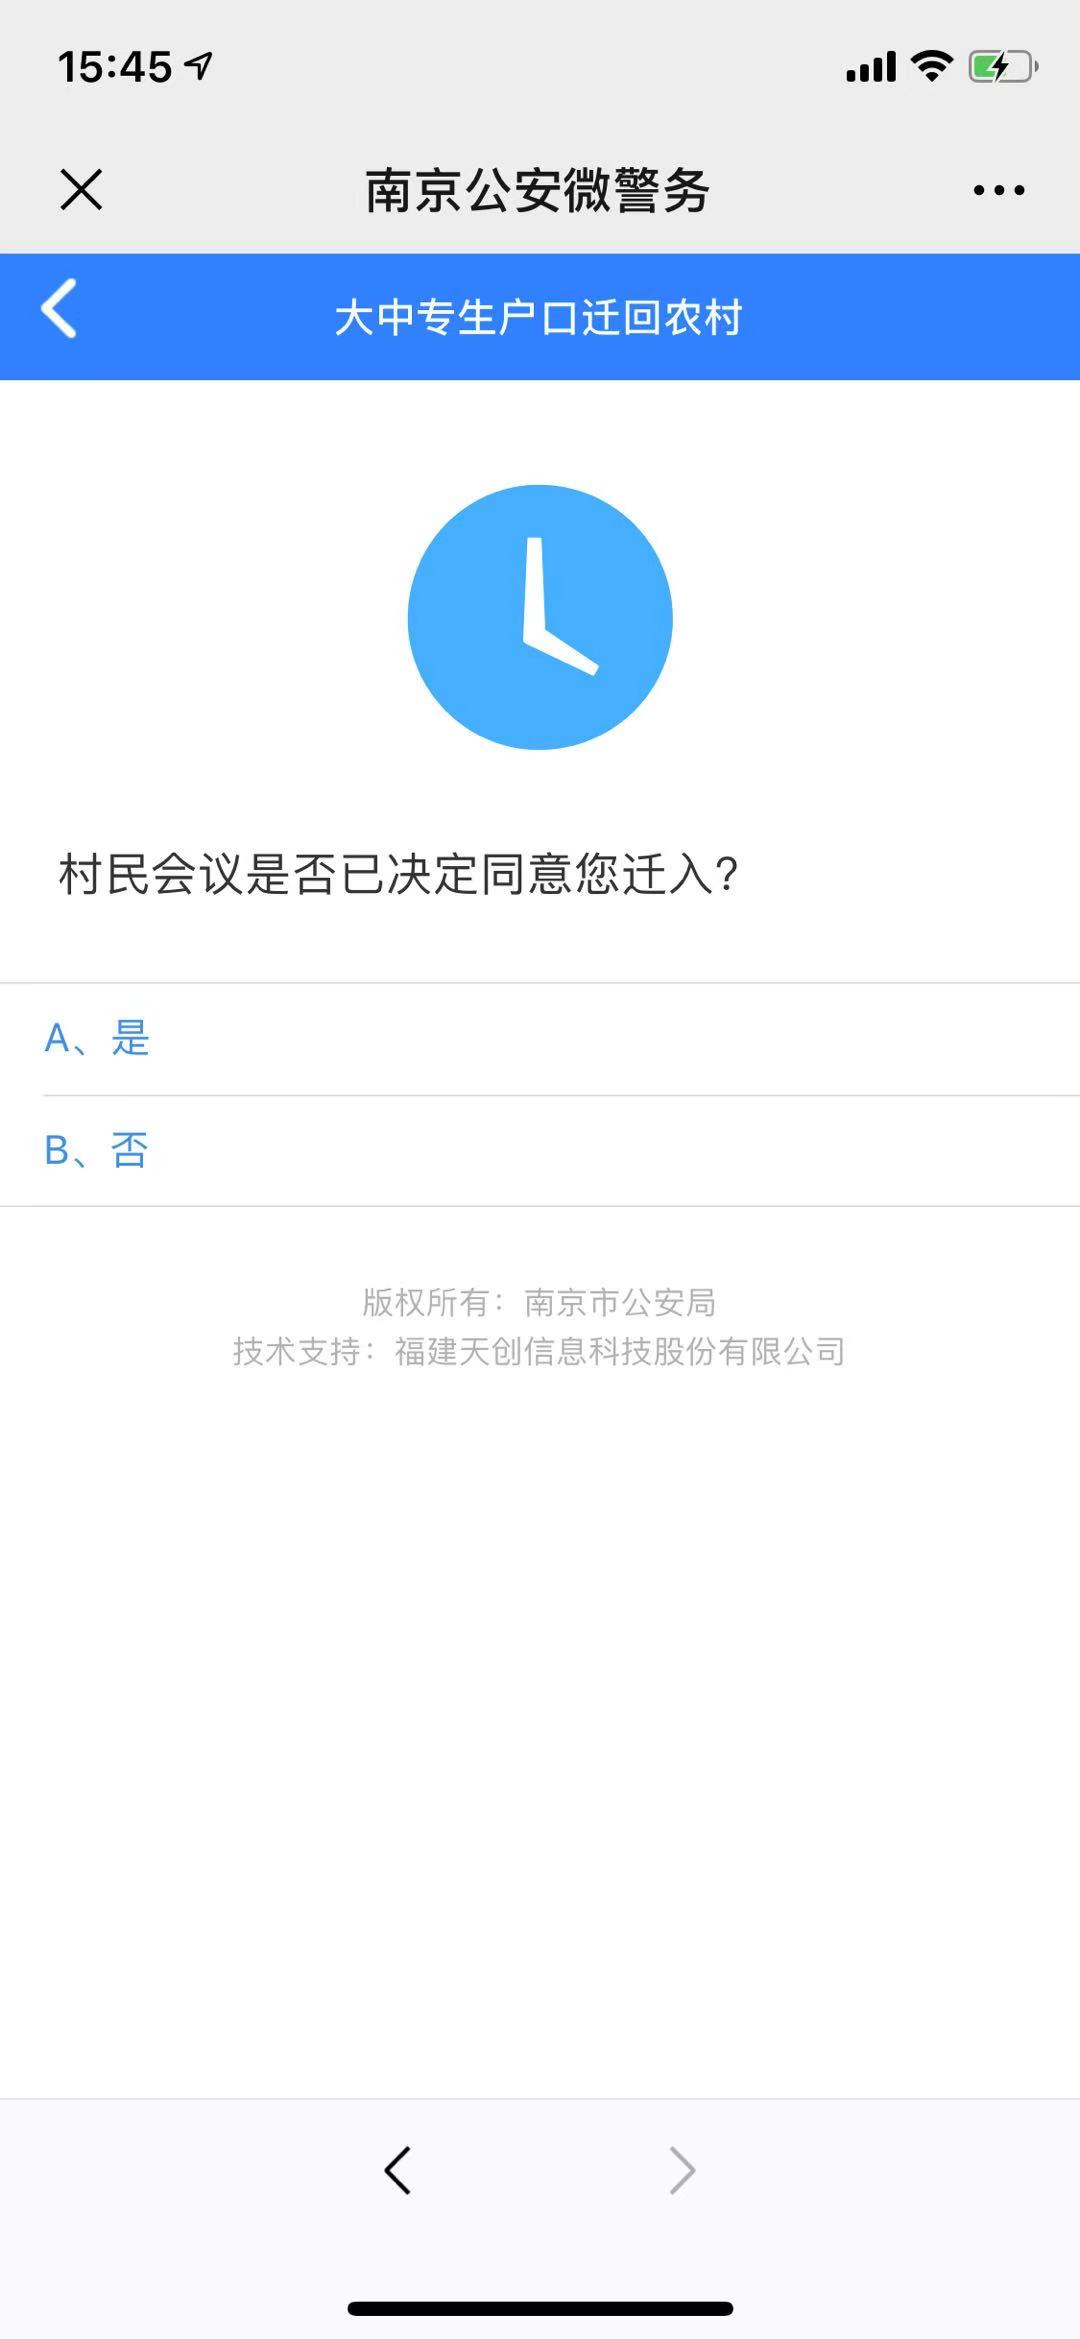 15:45
南京公安微警务
大中专生户口迁回农村
村民会议是否已决定同意您迁入?
A、是
B、否
版权所有：南京市公安局
技术支持：福建天创信息科技股份有限公司